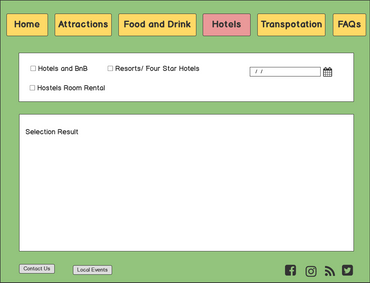 Home Attractions Food and Drink Hotels Transpotation FAQs
Hotels and BnB Resorts/ Four Star Hotels / /
Hostels Room Rental
Selection Result
Contact Us Local Events